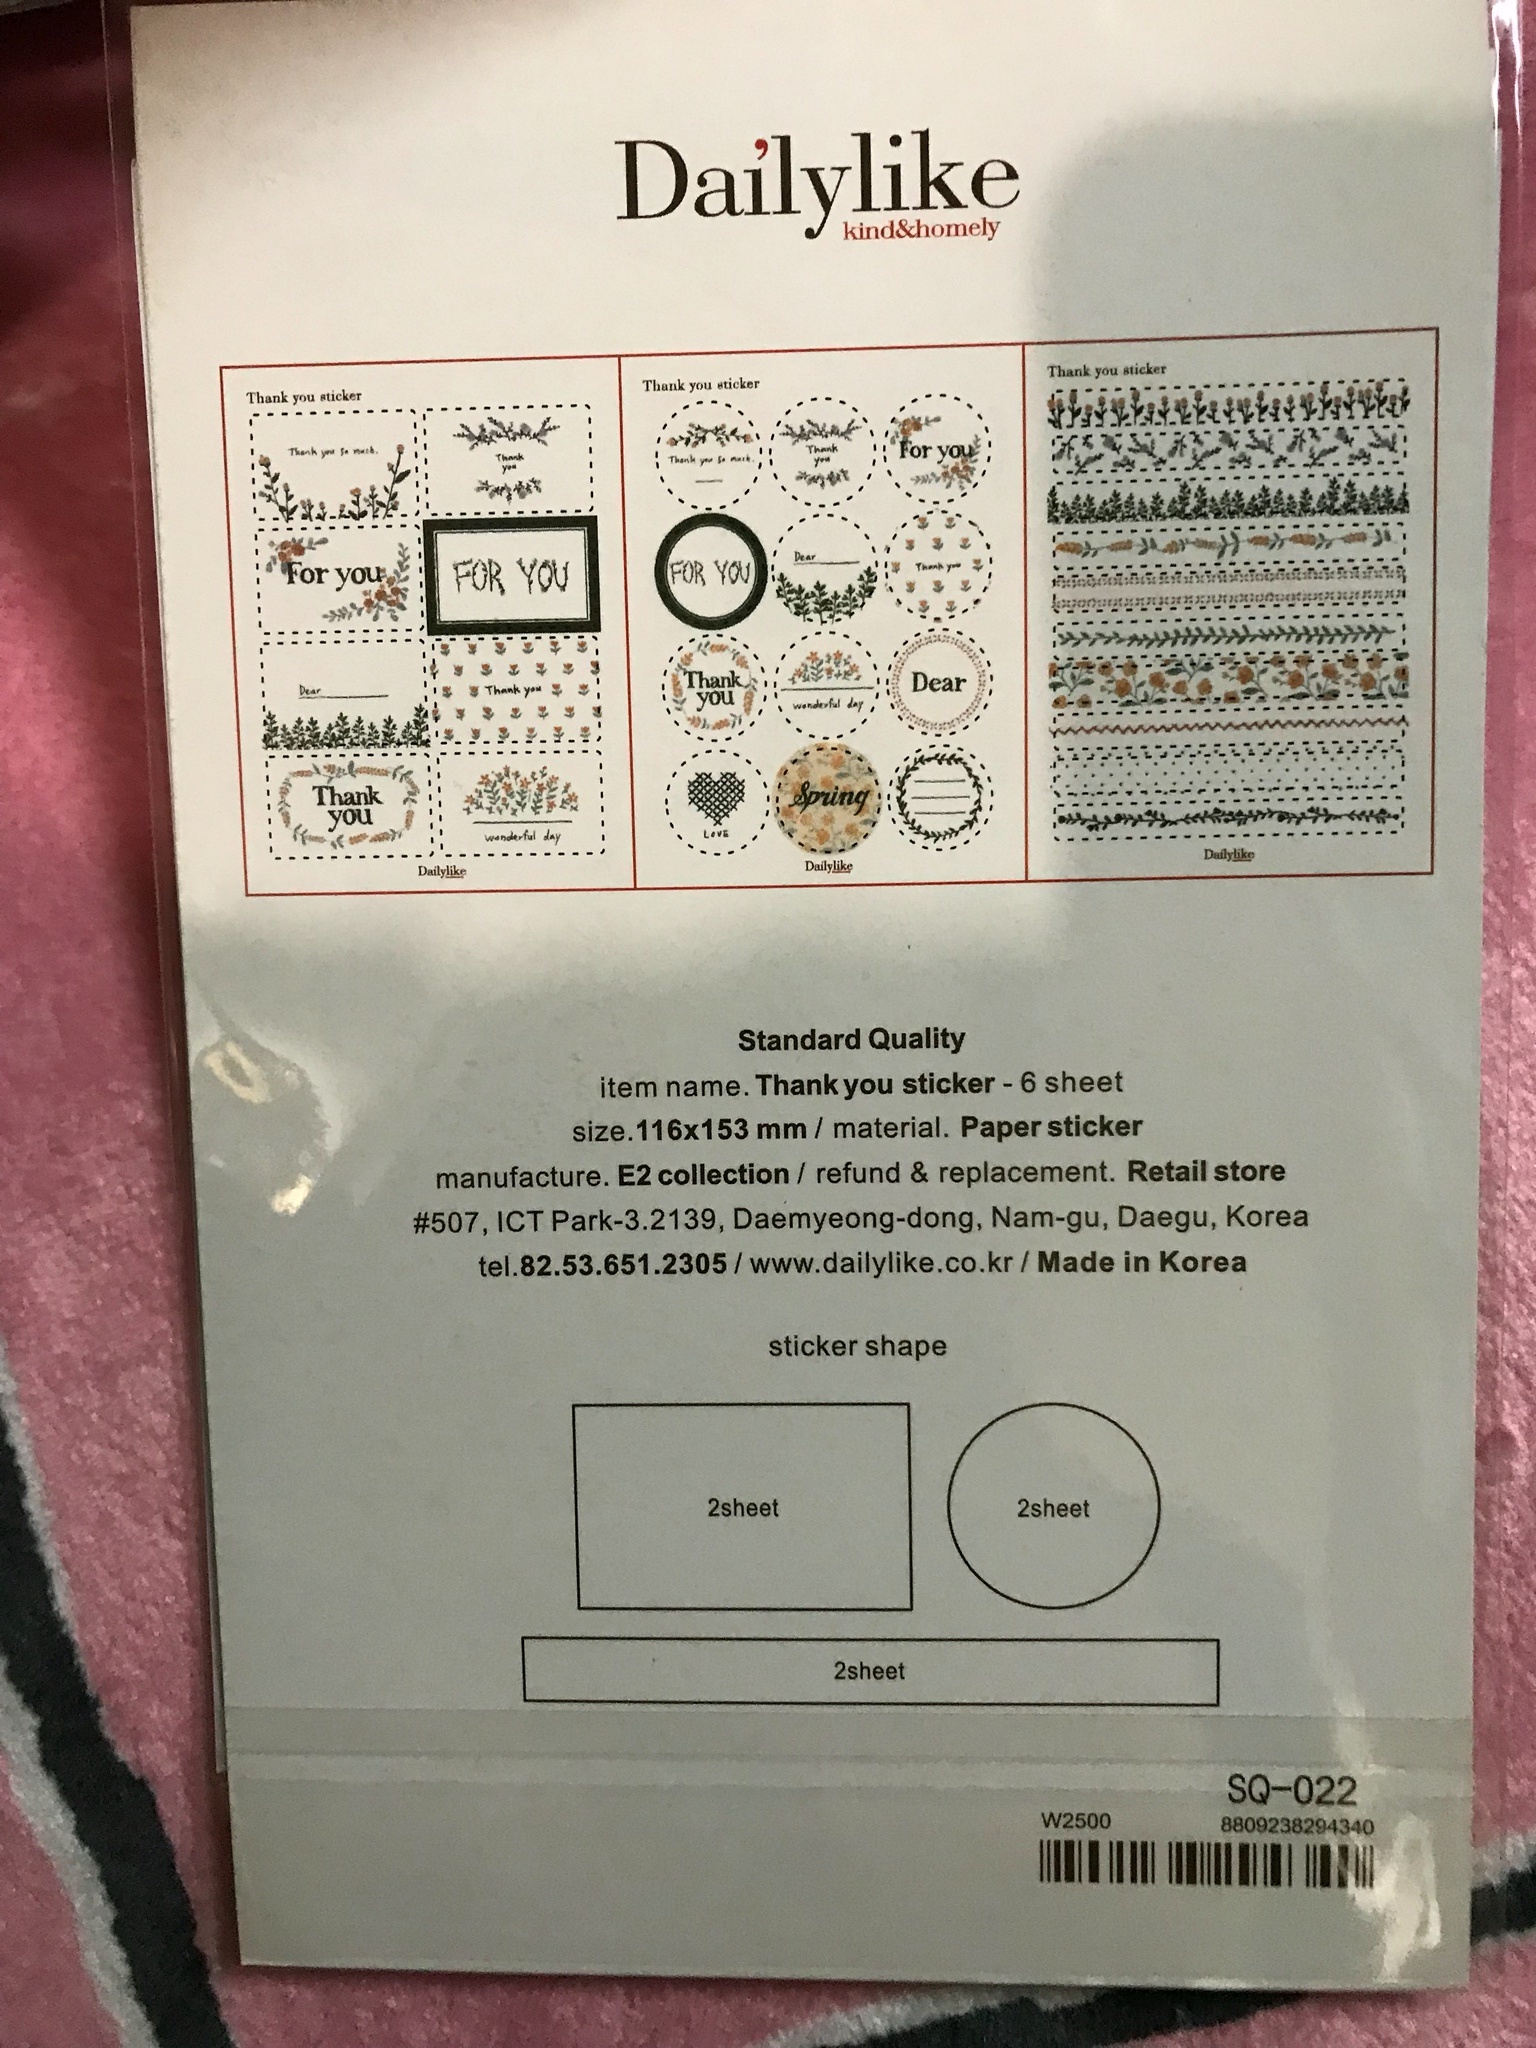 Dailylike
kind&homely
Thank you sticker
Thank you so much.
Thank
you
For you
FOR YOU
Dear
Thank you
Thank
you
wonderful day
Dailylike
Thank you sticker
Thank you so much.
Thank
you
For you
FOR YOU
Dear
Thank you
Thank
you
wonderful day
Dear
LOVE
Spring
Dailylike
Thank you sticker
Dailylike
Standard Quality
item name. Thank you sticker - 6 sheet
size.116x153 mm / material. Paper sticker
manufacture. E2 collection / refund & replacement. Retail store
#507, ICT Park-3.2139, Daemyeong-dong, Nam-gu, Daegu, Korea
tel.82.53.651.2305 / www.dailylike.co.kr / Made in Korea
sticker shape
2sheet
2sheet
2sheet
SQ-022
W2500 8809238294340